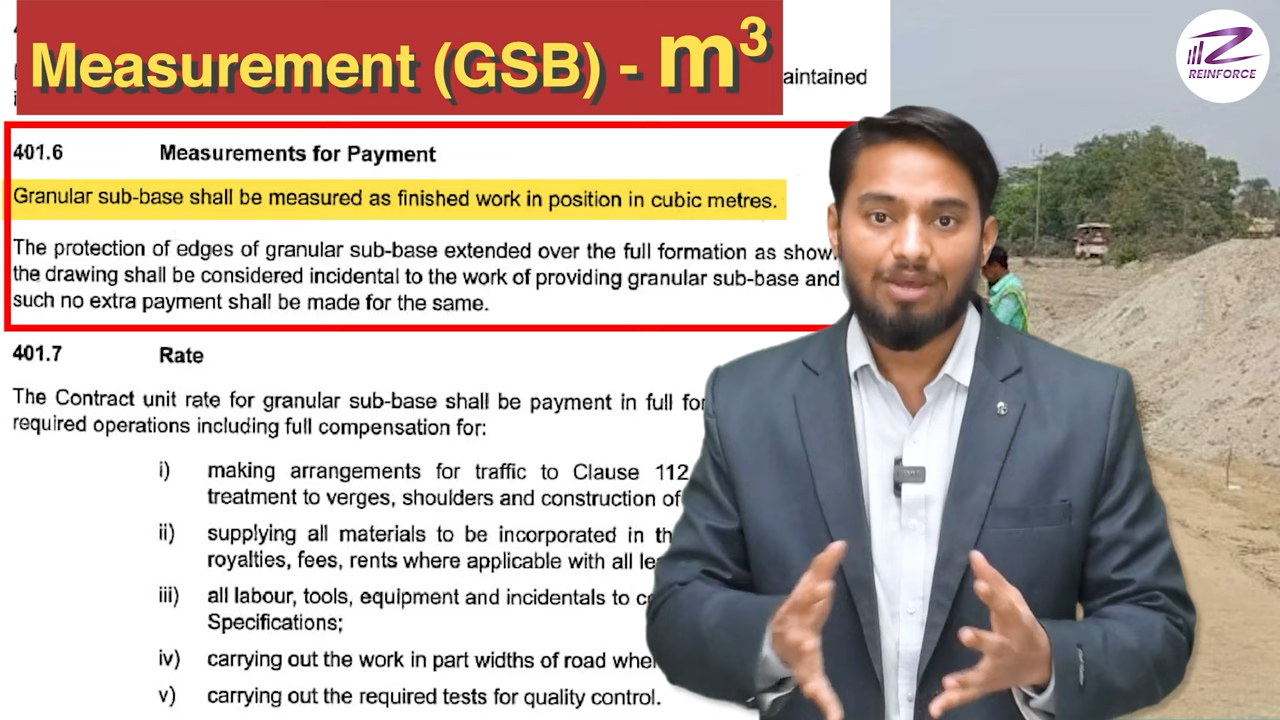 Measurement (GSB) - m³
REINFORCE
aintained
401.6 Measurements for Payment
Granular sub-base shall be measured as finished work in position in cubic metres.
The protection of edges of granular sub-base extended over the full formation as show
the drawing shall be considered incidental to the work of providing granular sub-base and
such no extra payment shall be made for the same.
401.7 Rate
The Contract unit rate for granular sub-base shall be payment in full for
required operations including full compensation for:
i) making arrangements for traffic to Clause 112
treatment to verges, shoulders and construction of
ii) supplying all materials to be incorporated in th
royalties, fees, rents where applicable with all le
iii) all labour, tools, equipment and incidentals to c
Specifications;
iv) carrying out the work in part widths of road whe
v) carrying out the required tests for quality control.